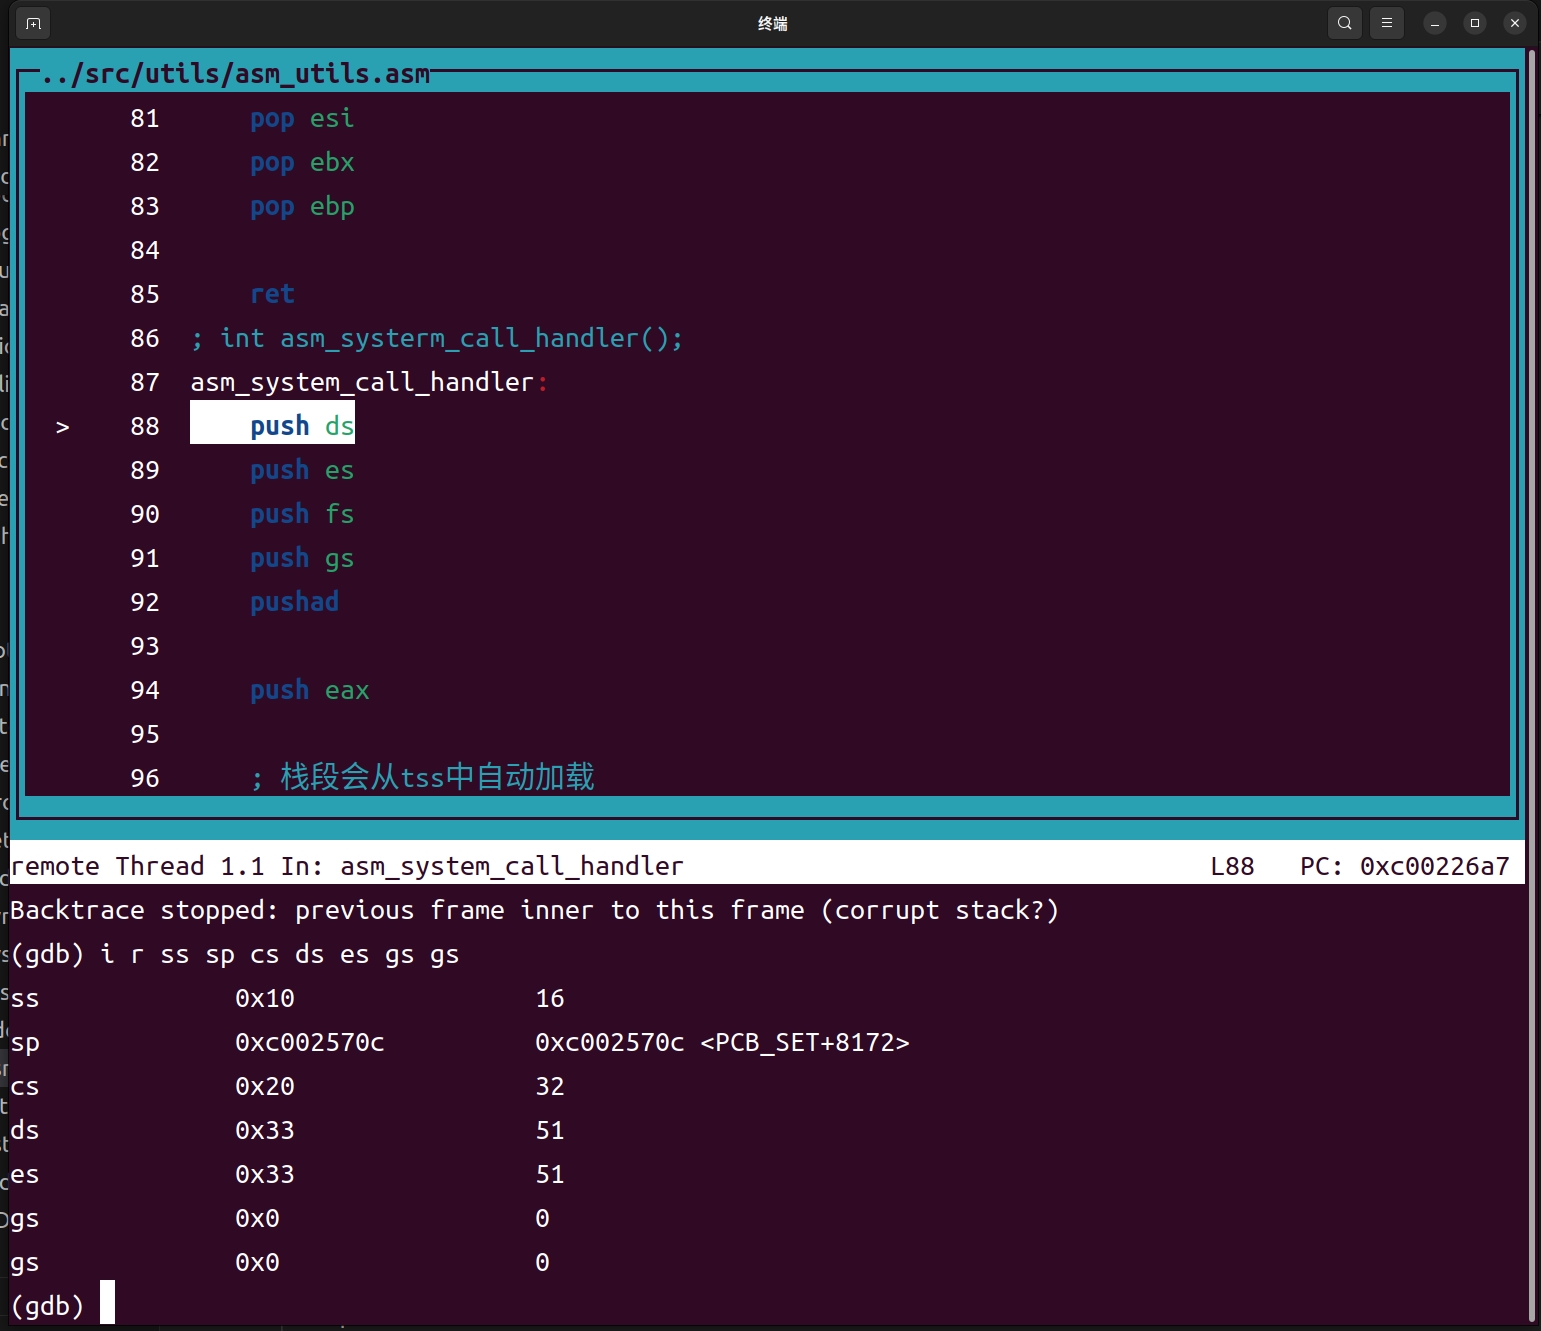 终端
../src/utils/asm_utils.asm
81 pop esi
82 pop ebx
83 pop ebp
84
85 ret
86 ; int asm_systerm_call_handler();
87 asm_system_call_handler:
> 88 push ds
89 push es
90 push fs
91 push gs
92 pushad
93
94 push eax
95
96 ; 栈段会从tss中自动加载
remote Thread 1.1 In: asm_system_call_handler L88 PC: 0xc00226a7
Backtrace stopped: previous frame inner to this frame (corrupt stack?)
(gdb) i r ss sp cs ds es gs gs
ss 0x10 16
sp 0xc002570c 0xc002570c <PCB_SET+8172>
cs 0x20 32
ds 0x33 51
es 0x33 51
gs 0x0 0
gs 0x0 0
(gdb)